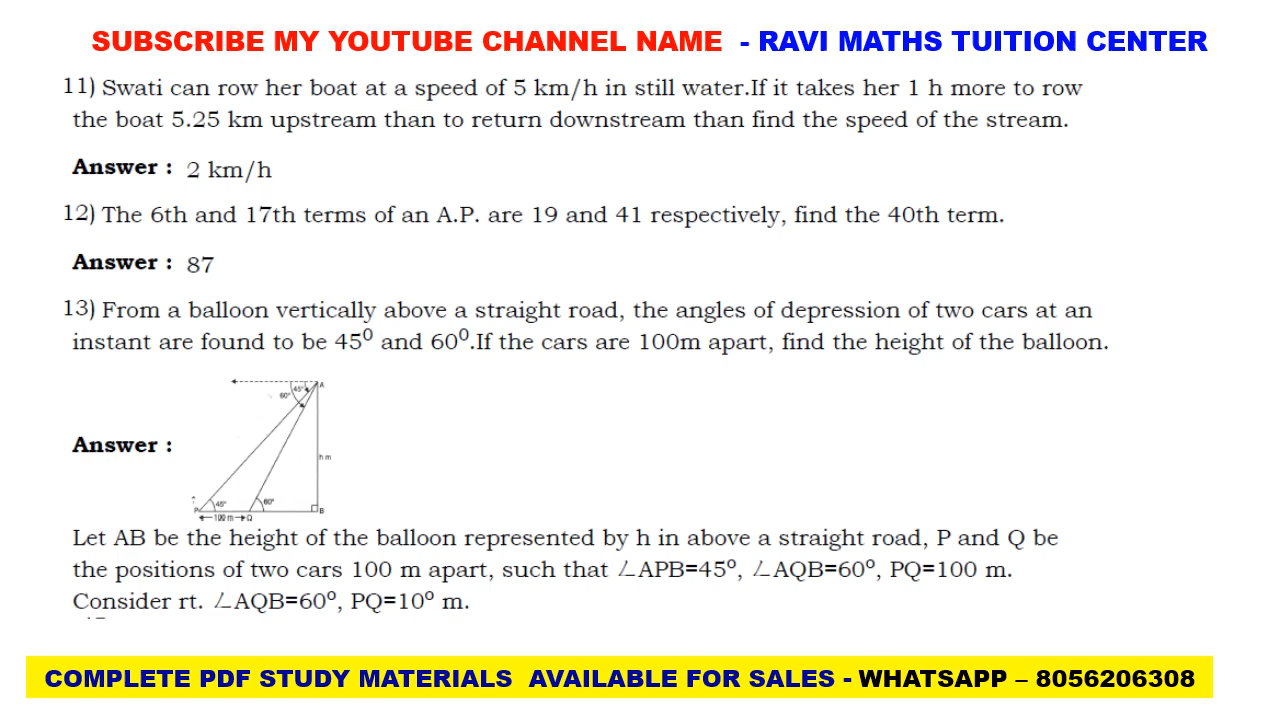 SUBSCRIBE MY YOUTUBE CHANNEL NAME - RAVI MATHS TUITION CENTER
11) Swati can row her boat at a speed of 5 km/h in still water.If it takes her 1 h more to row
the boat 5.25 km upstream than to return downstream than find the speed of the stream.
Answer : 2 km/h
12) The 6th and 17th terms of an A.P. are 19 and 41 respectively, find the 40th term.
Answer : 87
13) From a balloon vertically above a straight road, the angles of depression of two cars at an
instant are found to be 45⁰ and 60⁰.If the cars are 100m apart, find the height of the balloon.
45° A
60°
h m
Answer :
P 45° 60° B
100 m Q
Let AB be the height of the balloon represented by h in above a straight road, P and Q be
the positions of two cars 100 m apart, such that ∠APB=45º, ∠AQB=60º, PQ=100 m.
Consider rt. ∠AQB=60º, PQ=10º m.
COMPLETE PDF STUDY MATERIALS AVAILABLE FOR SALES - WHATSAPP – 8056206308